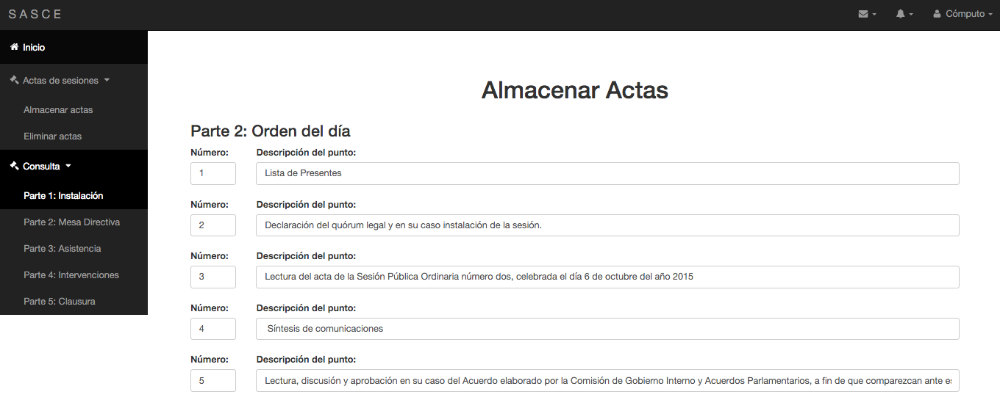 S A S C E
Cómputo
Inicio
Actas de sesiones
Almacenar actas
Eliminar actas
Consulta
Parte 1: Instalación
Parte 2: Mesa Directiva
Parte 3: Asistencia
Parte 4: Intervenciones
Parte 5: Clausura
Almacenar Actas
Parte 2: Orden del día
Número: Descripción del punto:
1 Lista de Presentes
Número: Descripción del punto:
2 Declaración del quórum legal y en su caso instalación de la sesión.
Número: Descripción del punto:
3 Lectura del acta de la Sesión Pública Ordinaria número dos, celebrada el día 6 de octubre del año 2015
Número: Descripción del punto:
4 Síntesis de comunicaciones
Número: Descripción del punto:
5 Lectura, discusión y aprobación en su caso del Acuerdo elaborado por la Comisión de Gobierno Interno y Acuerdos Parlamentarios, a fin de que comparezcan ante es